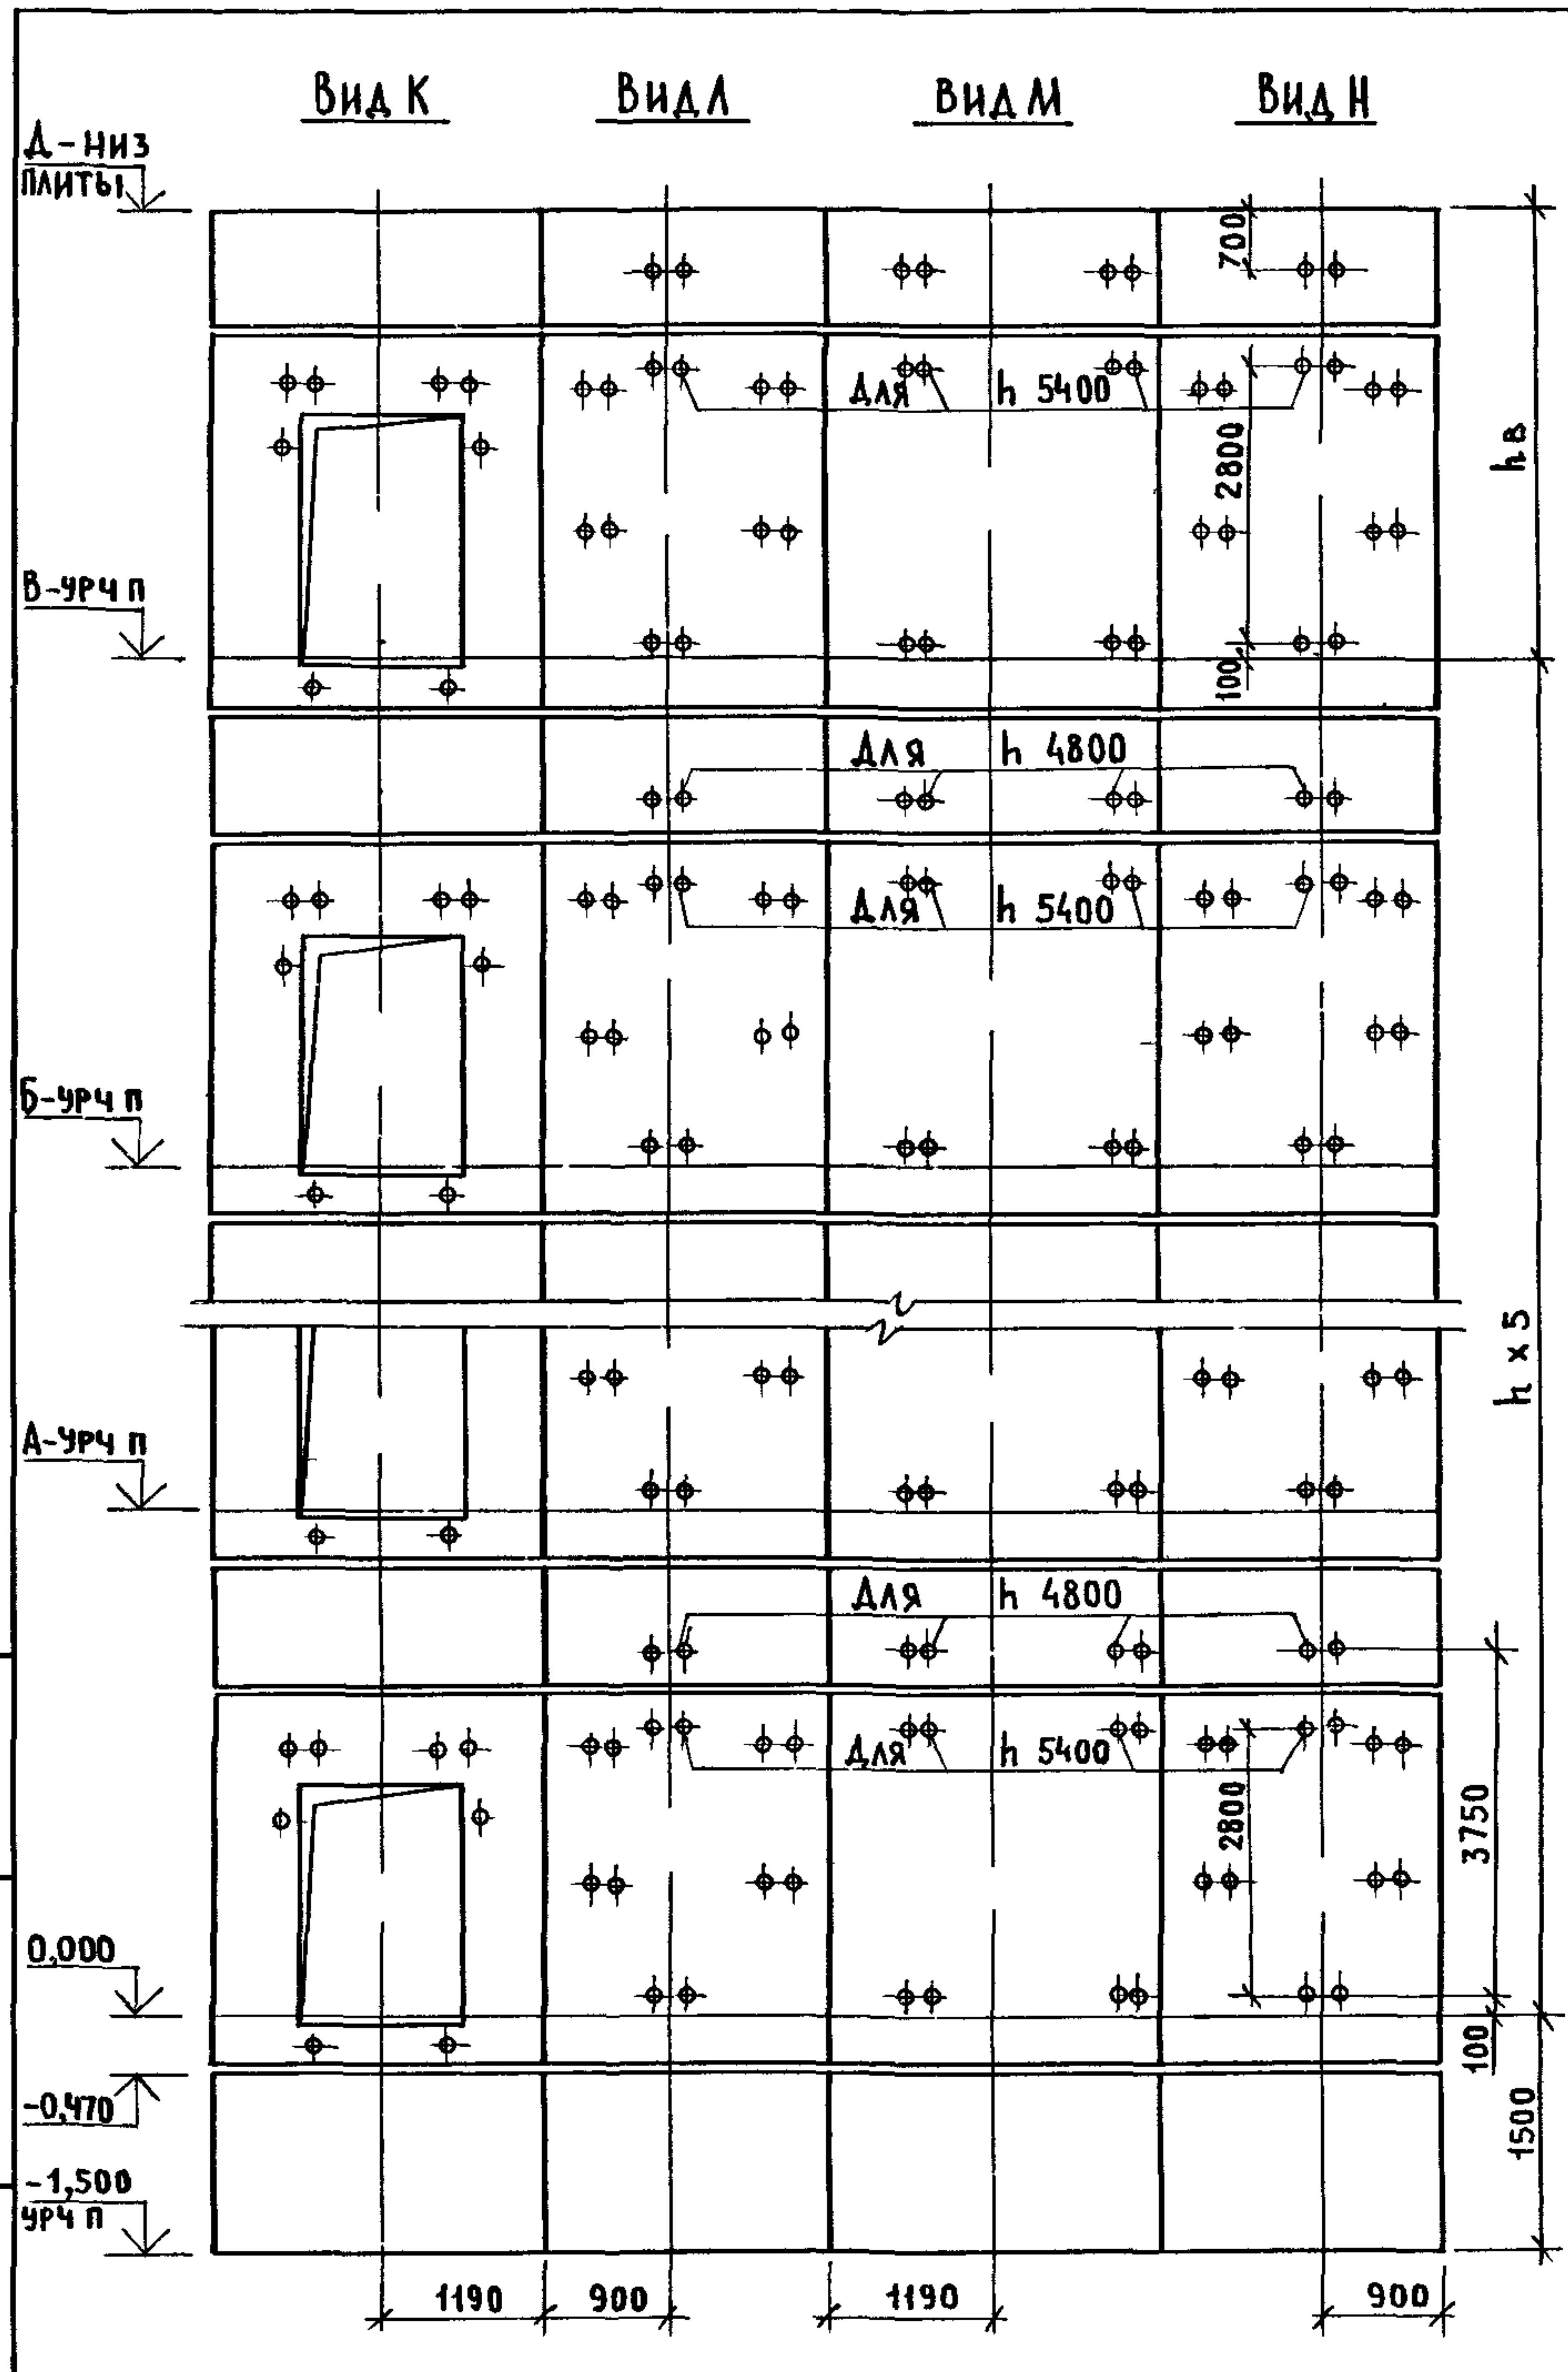 Вид К
Вид Л
Вид М
Вид Н
Д-низ
плиты
700
Для h 5400
2800
hв
В-урч п
100
Для h 4800
Для h 5400
Б-урч п
h х 5
А-урч п
Для h 4800
Для h 5400
2800
3750
0,000
100
-0,470
1500
-1,500
урч п
1190
900
1190
900